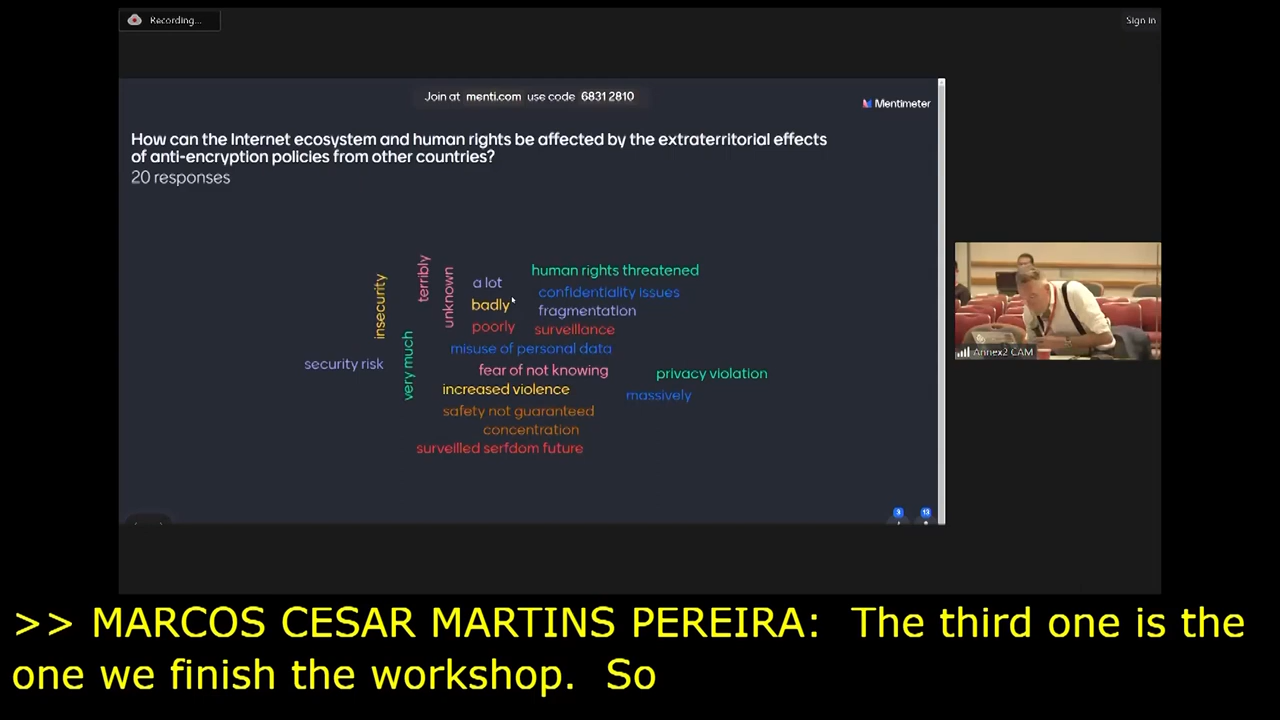 Recording...
Sign in
Join at menti.com use code 6831 2810
Mentimeter
How can the Internet ecosystem and human rights be affected by the extraterritorial effects
of anti-encryption policies from other countries?
20 responses
insecurity
terribly
unknown
a lot
badly
poorly
human rights threatened
confidentiality issues
fragmentation
surveillance
misuse of personal data
security risk
very much
fear of not knowing
privacy violation
increased violence
massively
safety not guaranteed
concentration
surveilled serfdom future
Annex2 CAM
3
13
>> MARCOS CESAR MARTINS PEREIRA: The third one is the
one we finish the workshop. So